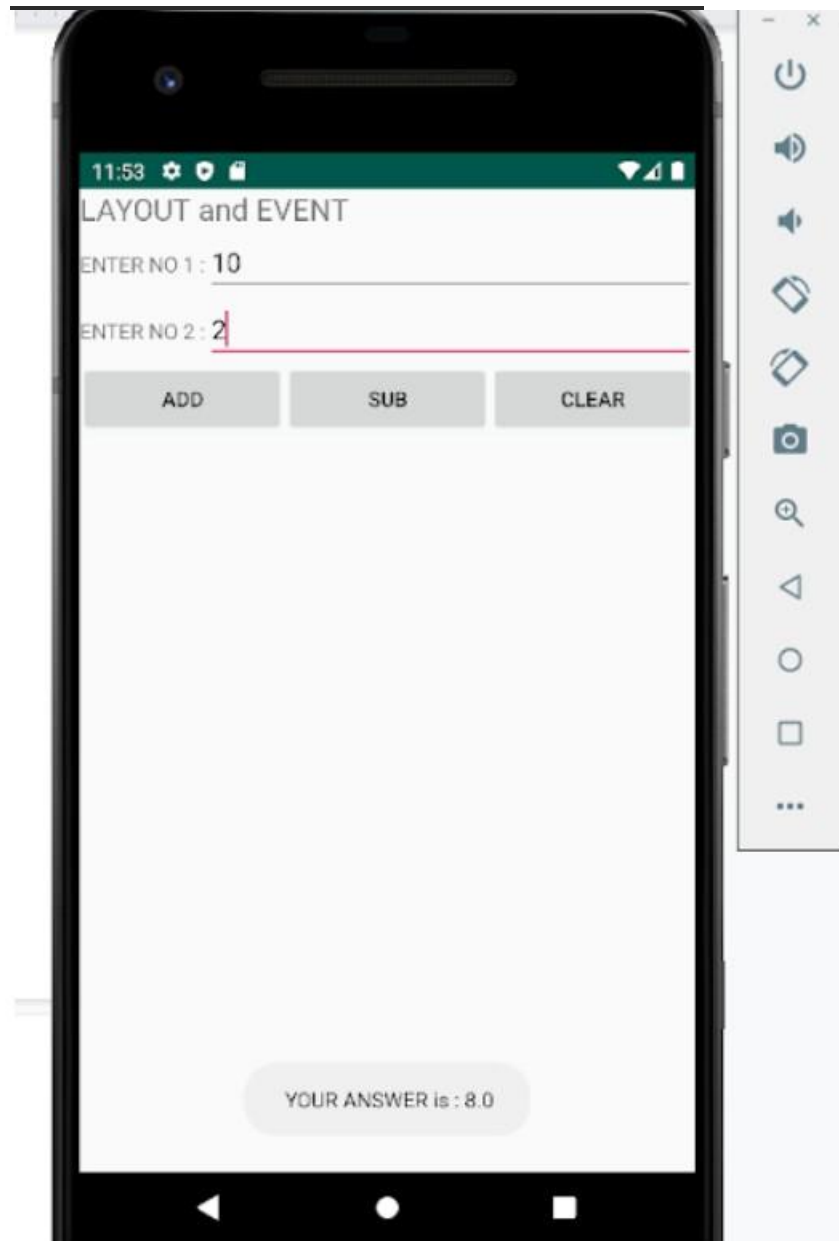 11:53
LAYOUT and EVENT
ENTER NO 1 : 10
ENTER NO 2 : 2
ADD SUB CLEAR
YOUR ANSWER is : 8.0